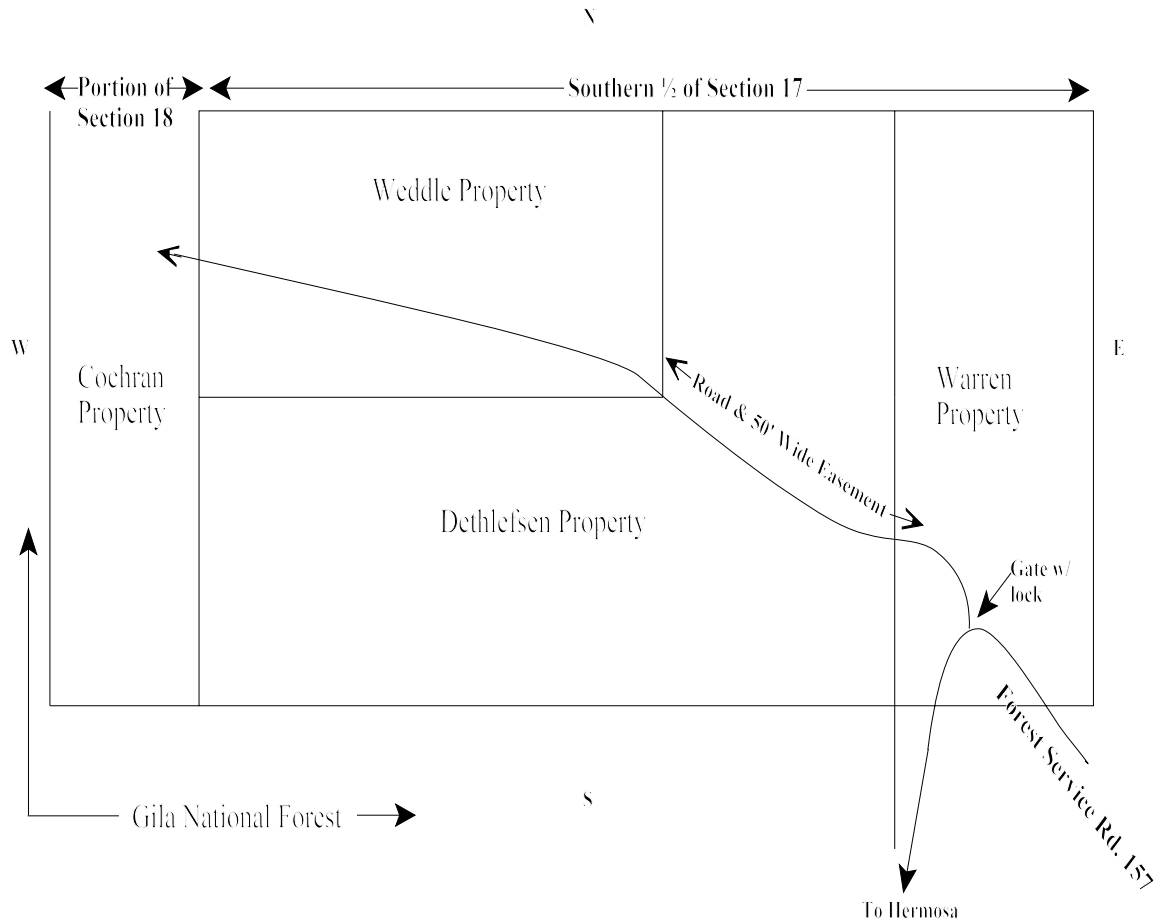 N
Portion of
Section 18
Southern ½ of Section 17
Weddle Property
W
E
Cochran
Property
Warren
Property
Road & 50' Wide Easement
Dethlefsen Property
Gate w/
lock
Forest Service Rd. 157
S
Gila National Forest
To Hermosa